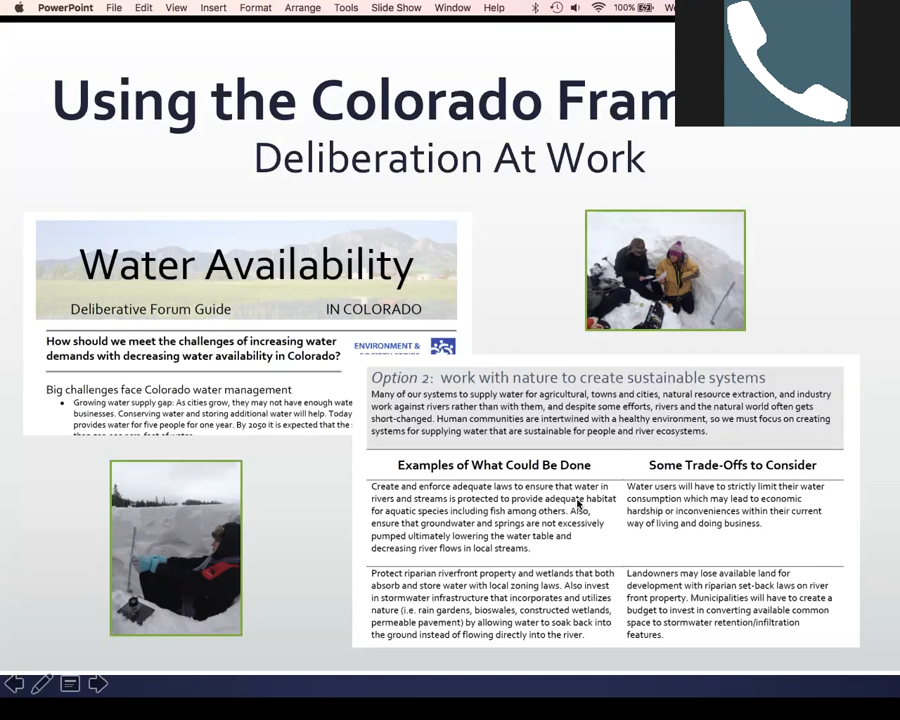 PowerPoint File Edit View Insert Format Arrange Tools Slide Show Window Help 100%
Using the Colorado
Deliberation At Work
Water Availability
Deliberative Forum Guide IN COLORADO
How should we meet the challenges of increasing water
demands with decreasing water availability in Colorado?
ENVIRONMENT &
Big challenges face Colorado water management
• Growing water supply gap: As cities grow, they may not have enough wate
businesses. Conserving water and storing additional water will help. Today
provides water for five people for one year. By 2050 it is expected that the
Option 2: work with nature to create sustainable systems
Many of our systems to supply water for agricultural, towns and cities, natural resource extraction, and industry
work against rivers rather than with them, and despite some efforts, rivers and the natural world often gets
short-changed. Human communities are intertwined with a healthy environment, so we must focus on creating
systems for supplying water that are sustainable for people and river ecosystems.
Examples of What Could Be Done
Create and enforce adequate laws to ensure that water in
rivers and streams is protected to provide adequate habitat
for aquatic species including fish among others. Also,
ensure that groundwater and springs are not excessively
pumped ultimately lowering the water table and
decreasing river flows in local streams.
Some Trade-Offs to Consider
Water users will have to strictly limit their water
consumption which may lead to economic
hardship or inconveniences within their current
way of living and doing business.
Protect riparian riverfront property and wetlands that both
absorb and store water with local zoning laws. Also invest
in stormwater infrastructure that incorporates and utilizes
nature (i.e. rain gardens, bioswales, constructed wetlands,
permeable pavement) by allowing water to soak back into
the ground instead of flowing directly into the river.
Landowners may lose available land for
development with riparian set-back laws on river
front property. Municipalities will have to create a
budget to invest in converting available common
space to stormwater retention/infiltration
features.